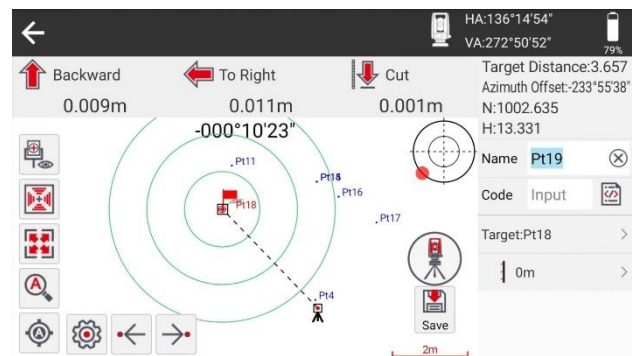 HA:136°14'54"
VA:272°50'52"
79%
Backward
0.009m
To Right
0.011m
Cut
0.001m
Target Distance:3.657
Azimuth Offset:-233°55'38"
N:1002.635
H:13.331
Name Pt19
Code Input
Target:Pt18
0m
-000°10'23"
Pt11
Pt16
Pt17
Pt18
Pt4
Save
2m